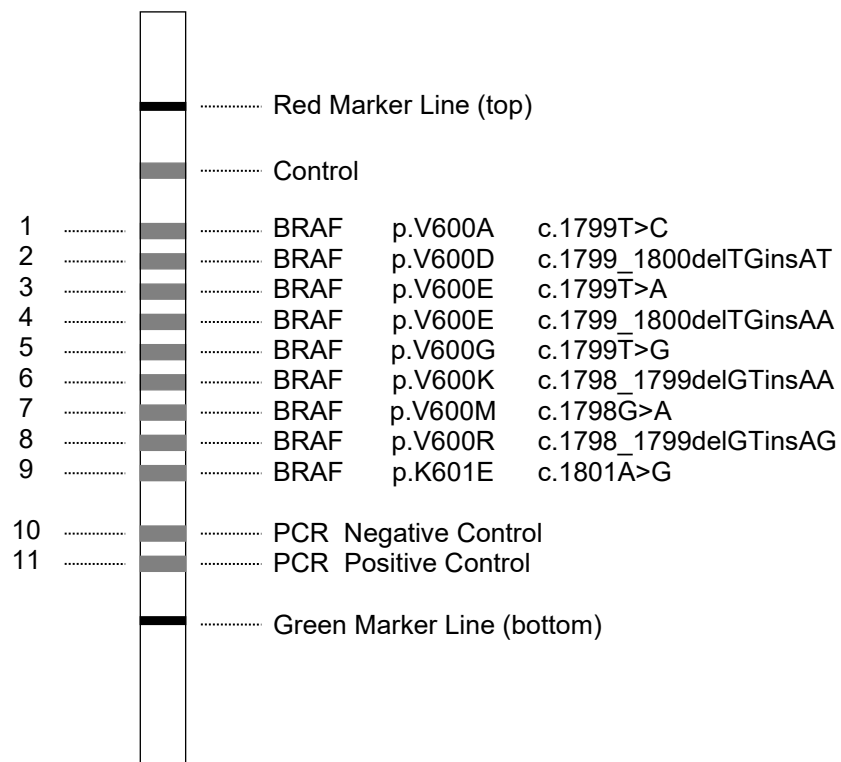 Red Marker Line (top)
Control
1 BRAF p.V600A c.1799T>C
2 BRAF p.V600D c.1799_1800delTGinsAT
3 BRAF p.V600E c.1799T>A
4 BRAF p.V600E c.1799_1800delTGinsAA
5 BRAF p.V600G c.1799T>G
6 BRAF p.V600K c.1798_1799delGTinsAA
7 BRAF p.V600M c.1798G>A
8 BRAF p.V600R c.1798_1799delGTinsAG
9 BRAF p.K601E c.1801A>G
10 PCR Negative Control
11 PCR Positive Control
Green Marker Line (bottom)